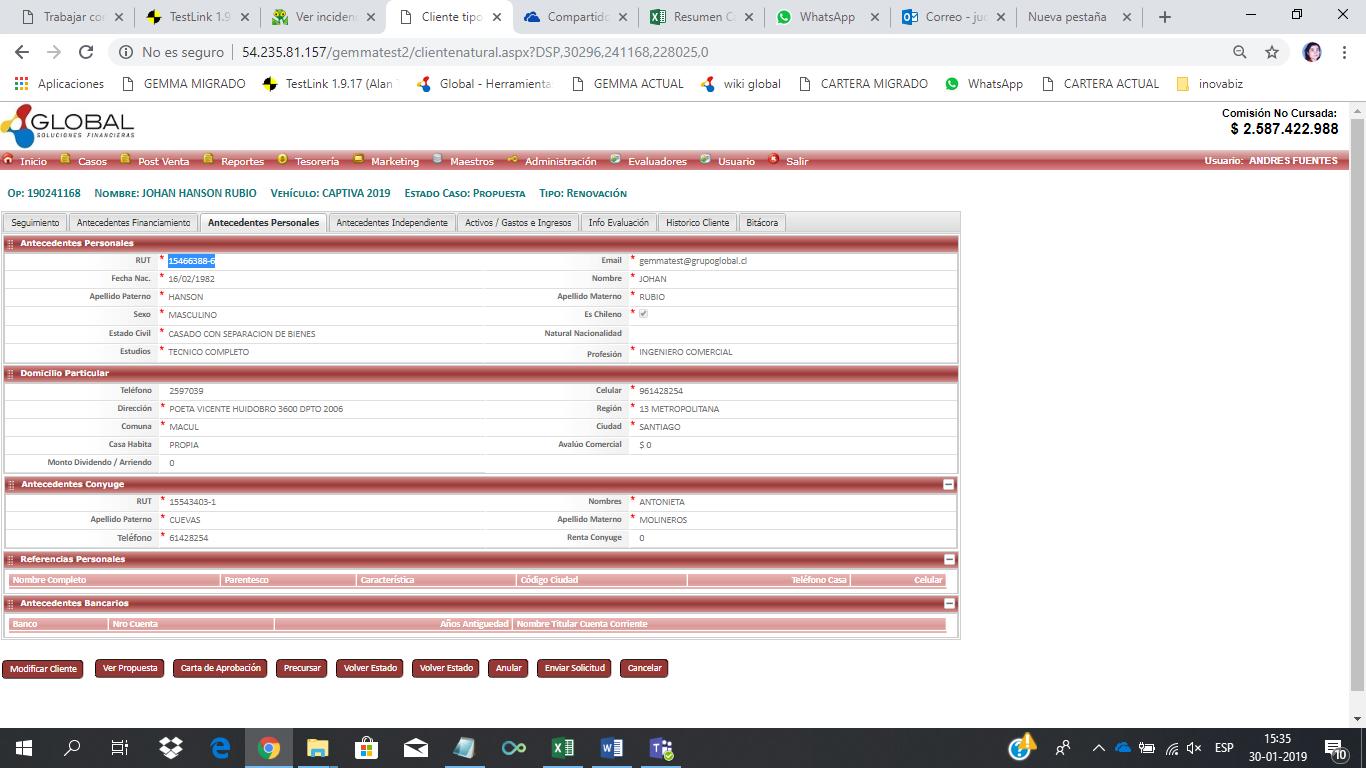 Trabajar con
TestLink 1.9
Ver inciden
Cliente tipo
Compartido
Resumen C
WhatsApp
Correo - juc
Nueva pestaña
No es seguro | 54.235.81.157/gemmatest2/clientenatural.aspx?DSP,30296,241168,228025,0
Aplicaciones GEMMA MIGRADO TestLink 1.9.17 (Alan Global - Herramienta: GEMMA ACTUAL wiki global CARTERA MIGRADO WhatsApp CARTERA ACTUAL inovabiz
GLOBAL
SOLUCIONES FINANCIERAS
Comisión No Cursada:
$ 2.587.422.988
Inicio Casos Post Venta Reportes Tesorería Marketing Maestros Administración Evaluadores Usuario Salir Usuario: ANDRES FUENTES
Op: 190241168 Nombre: JOHAN HANSON RUBIO Vehículo: CAPTIVA 2019 Estado Caso: Propuesta Tipo: Renovación
Seguimiento Antecedentes Financiamiento Antecedentes Personales Antecedentes Independiente Activos / Gastos e Ingresos Info Evaluación Historico Cliente Bitácora
Antecedentes Personales
RUT * 15466388-6 Email * gemmatest@grupoglobal.cl
Fecha Nac. * 16/02/1982 Nombre * JOHAN
Apellido Paterno * HANSON Apellido Materno * RUBIO
Sexo * MASCULINO Es Chileno *
Estado Civil * CASADO CON SEPARACION DE BIENES Natural Nacionalidad
Estudios * TECNICO COMPLETO Profesión * INGENIERO COMERCIAL
Domicilio Particular
Teléfono 2597039 Celular * 961428254
Dirección * POETA VICENTE HUIDOBRO 3600 DPTO 2006 Región * 13 METROPOLITANA
Comuna * MACUL Ciudad * SANTIAGO
Casa Habita PROPIA Avalúo Comercial $ 0
Monto Dividendo / Arriendo 0
Antecedentes Conyuge
RUT * 15543403-1 Nombres * ANTONIETA
Apellido Paterno * CUEVAS Apellido Materno * MOLINEROS
Teléfono * 61428254 Renta Conyuge 0
Referencias Personales
Nombre Completo Parentesco Característica Código Ciudad Teléfono Casa Celular
Antecedentes Bancarios
Banco Nro Cuenta Años Antiguedad Nombre Titular Cuenta Corriente
Modificar Cliente Ver Propuesta Carta de Aprobación Precursar Volver Estado Volver Estado Anular Enviar Solicitud Cancelar
ESP
15:35
30-01-2019
10